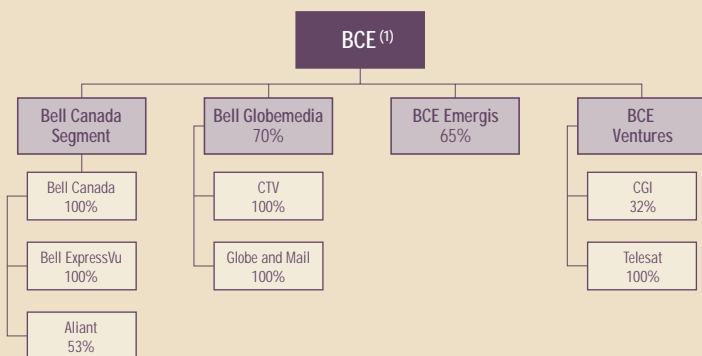 BCE (1)
Bell Canada
Segment
Bell Globemedia
70%
BCE Emergis
65%
BCE
Ventures
Bell Canada
100%
CTV
100%
CGI
32%
Bell ExpressVu
100%
Globe and Mail
100%
Telesat
100%
Aliant
53%